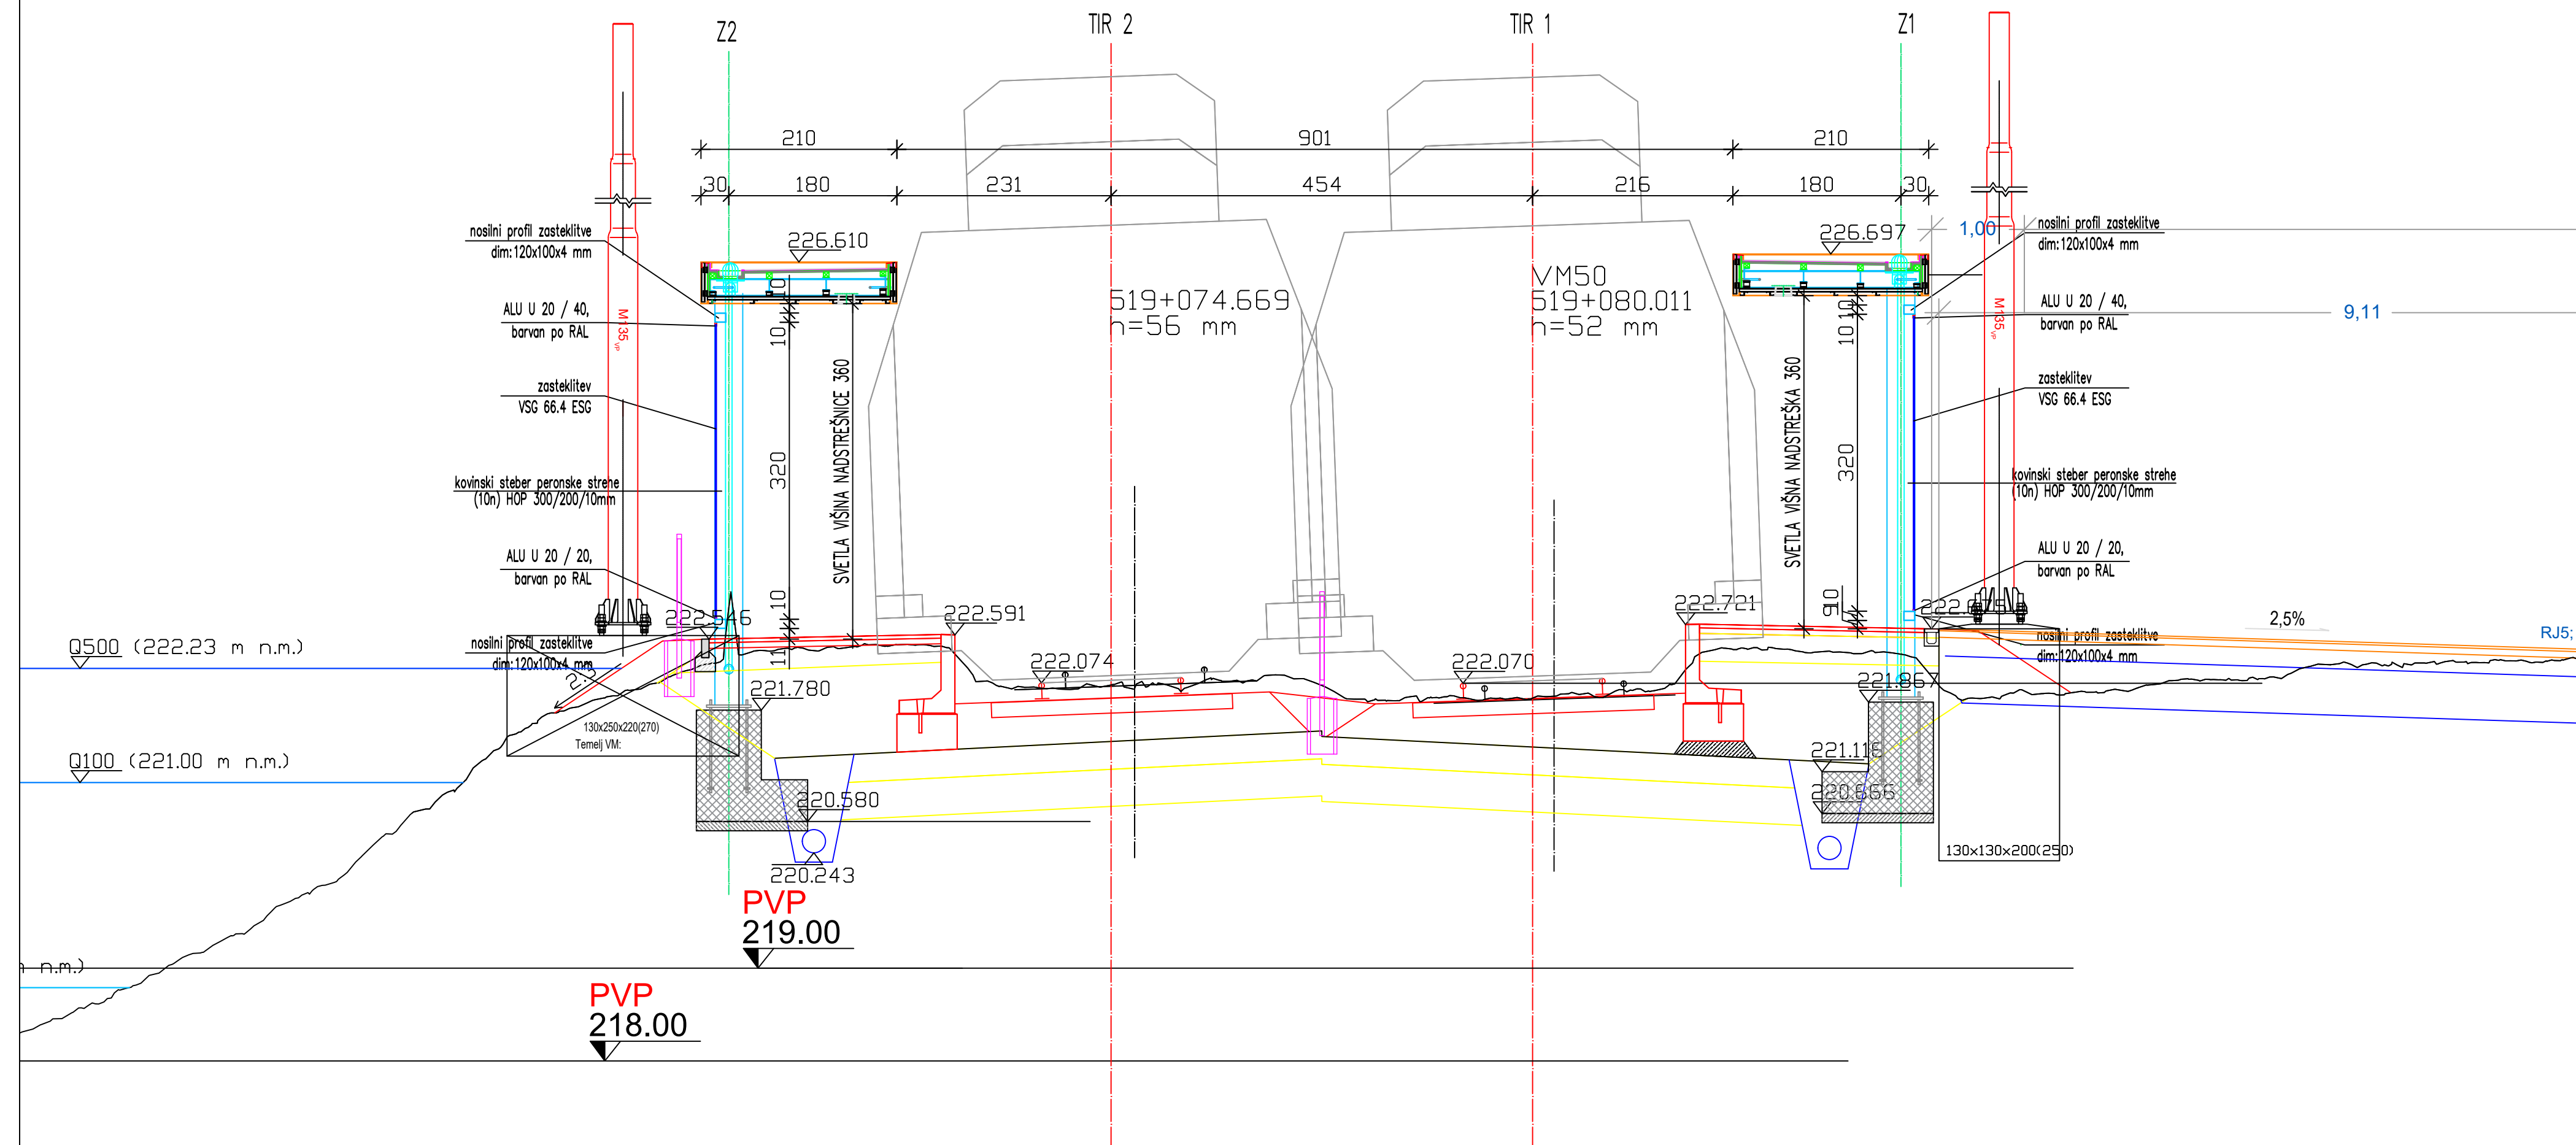 Z2
TIR 2
TIR 1
Z1
210
901
210
30
180
231
454
216
180
30
nosilni profil zasteklitve
dim:120x100x4 mm
226.610
226.697
1,00
nosilni profil zasteklitve
dim:120x100x4 mm
ALU U 20 / 40,
barvan po RAL
M135 VP
10
10
519+074.669
h=56 mm
VM50
519+080.011
h=52 mm
10
10
M135 VP
ALU U 20 / 40,
barvan po RAL
9,11
zasteklitev
VSG 66.4 ESG
320
SVETLA VIŠINA NADSTREŠNICE 360
SVETLA VIŠNA NADSTREŠKA 360
320
zasteklitev
VSG 66.4 ESG
kovinski steber peronske strehe
(10n) HOP 300/200/10mm
kovinski steber peronske strehe
(10n) HOP 300/200/10mm
ALU U 20 / 20,
barvan po RAL
ALU U 20 / 20,
barvan po RAL
10
11
222.546
222.591
222.721
2,5%
RJ5;
Q500 (222.23 m n.m.)
nosilni profil zasteklitve
dim:120x100x4 mm
222.074
222.070
nosilni profil zasteklitve
dim:120x100x4 mm
221.780
221.867
130x250x220(270)
Temelj VM:
Q100 (221.00 m n.m.)
220.580
220.243
130x130x200(250)
PVP
219.00
n.m.)
PVP
218.00